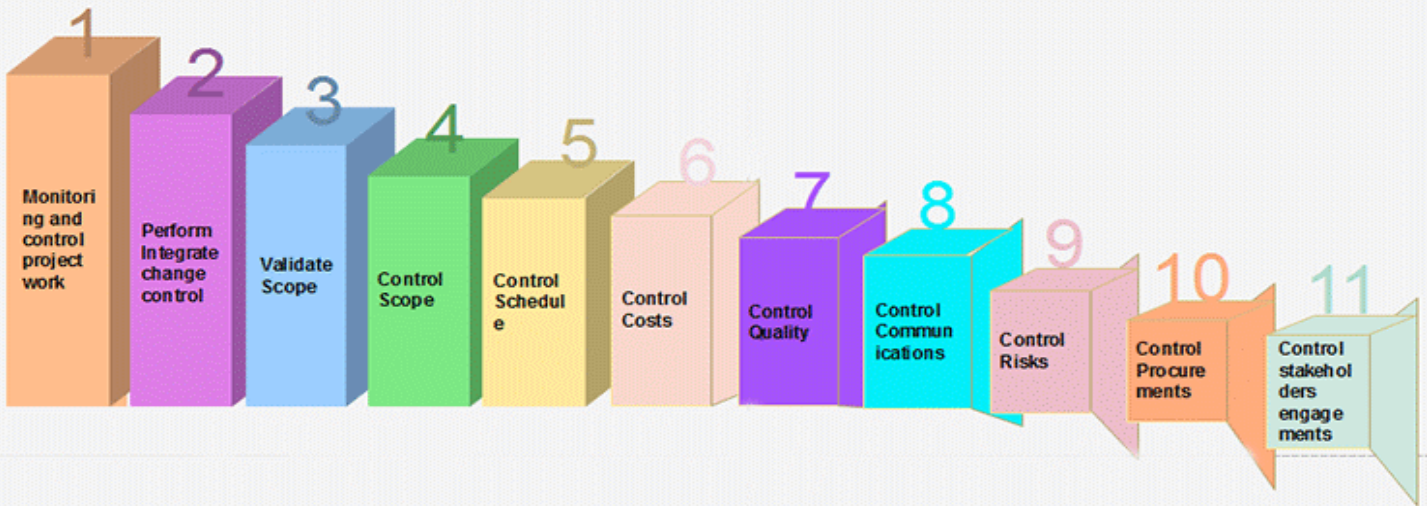 1
Monitori
ng and
control
project
work
2
Perform
Integrate
change
control
3
Validate
Scope
4
Control
Scope
5
Control
Schedul
e
6
Control
Costs
7
Control
Quality
8
Control
Commun
ications
9
Control
Risks
10
Control
Procure
ments
11
Control
stakehol
ders
engage
ments